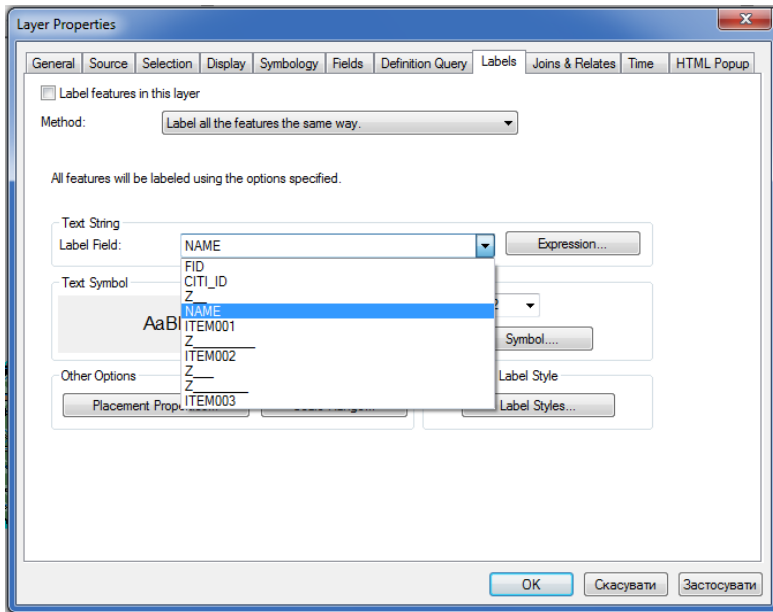 Layer Properties
General Source Selection Display Symbology Fields Definition Query Labels Joins & Relates Time HTML Popup
Label features in this layer
Method: Label all the features the same way.
All features will be labeled using the options specified.
Text String
Label Field: NAME Expression...
FID
CITI_ID
Z__
Text Symbol
NAME
ITEM001
Z_________
Symbol....
ITEM002
Z___
Other Options Label Style
Z________
ITEM003
Placement Label Styles...
OK Скасувати Застосувати